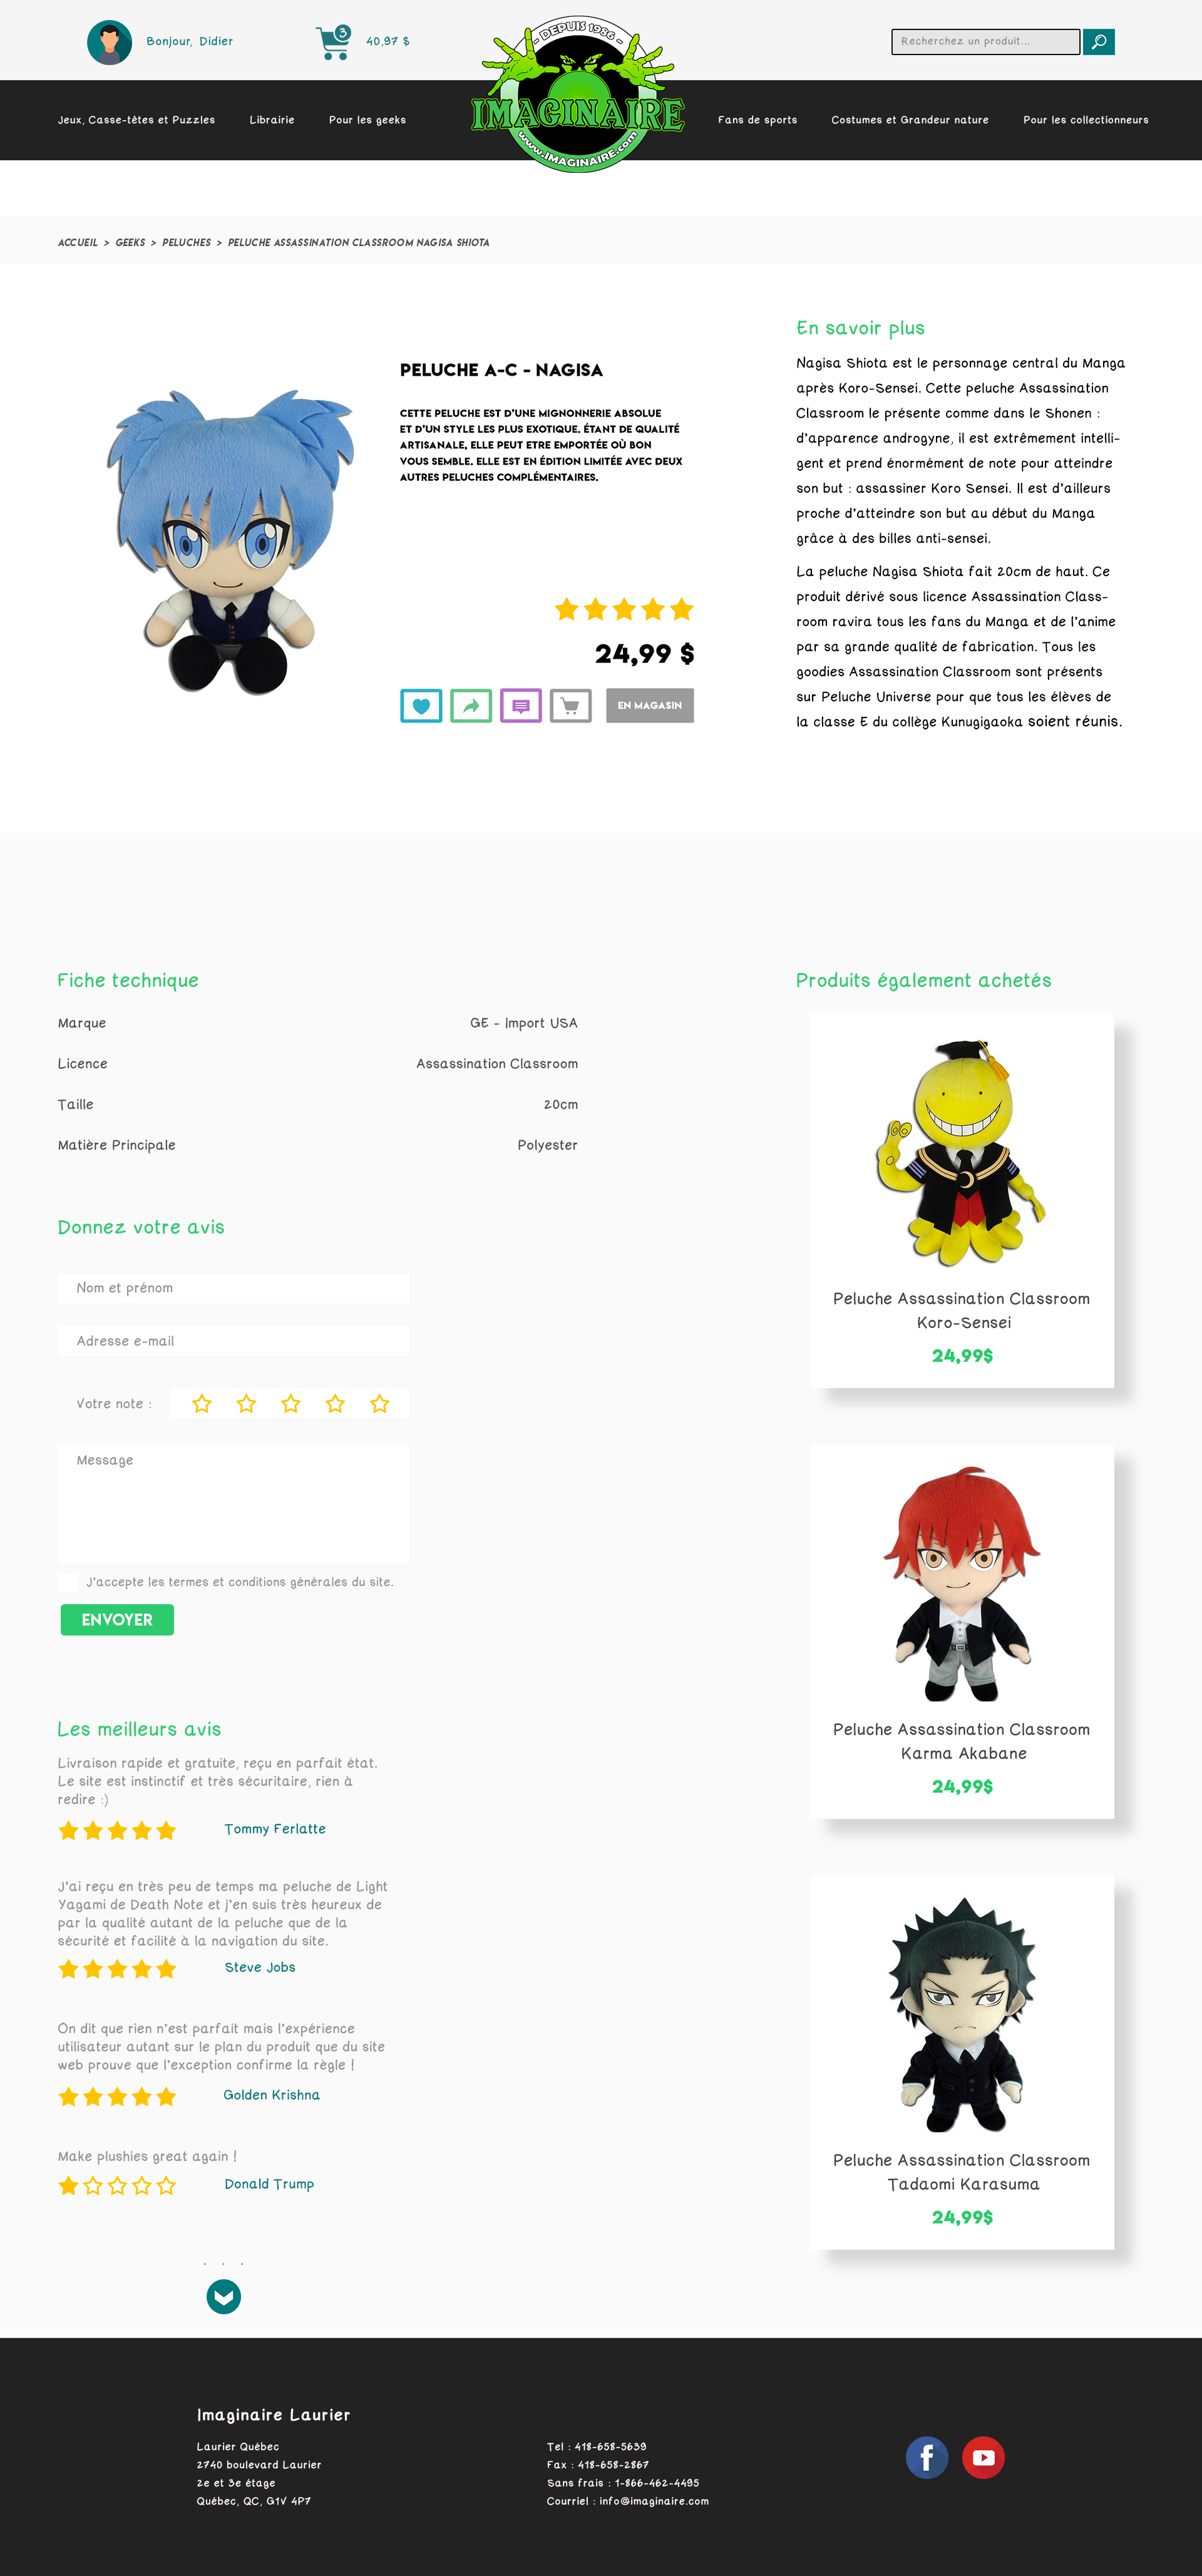 Bonjour, Didier
3
40,97 $
- DEPUIS 1986 -
IMAGINAIRE
www.IMAGINAIRE.com
Recherchez un produit...
Jeux, Casse-têtes et Puzzles
Librairie
Pour les geeks
Fans de sports
Costumes et Grandeur nature
Pour les collectionneurs
ACCUEIL > GEEKS > PELUCHES > PELUCHE ASSASSINATION CLASSROOM NAGISA SHIOTA
PELUCHE A-C - NAGISA
CETTE PELUCHE EST D'UNE MIGNONNERIE ABSOLUE
ET D'UN STYLE LES PLUS EXOTIQUE. ÉTANT DE QUALITÉ
ARTISANALE, ELLE PEUT ETRE EMPORTÉE OÙ BON
VOUS SEMBLE. ELLE EST EN ÉDITION LIMITÉE AVEC DEUX
AUTRES PELUCHES COMPLÉMENTAIRES.
24,99 $
EN MAGASIN
En savoir plus
Nagisa Shiota est le personnage central du Manga
après Koro-Sensei. Cette peluche Assassination
Classroom le présente comme dans le Shonen :
d'apparence androgyne, il est extrêmement intelli-
gent et prend énormément de note pour atteindre
son but : assassiner Koro Sensei. Il est d'ailleurs
proche d'atteindre son but au début du Manga
grâce à des billes anti-sensei.
La peluche Nagisa Shiota fait 20cm de haut. Ce
produit dérivé sous licence Assassination Class-
room ravira tous les fans du Manga et de l'anime
par sa grande qualité de fabrication. Tous les
goodies Assassination Classroom sont présents
sur Peluche Universe pour que tous les élèves de
la classe E du collège Kunugigaoka soient réunis.
Fiche technique
Marque GE - Import USA
Licence Assassination Classroom
Taille 20cm
Matière Principale Polyester
Donnez votre avis
Nom et prénom
Adresse e-mail
Votre note :
Message
J'accepte les termes et conditions générales du site.
ENVOYER
Les meilleurs avis
Livraison rapide et gratuite, reçu en parfait état.
Le site est instinctif et très sécuritaire, rien à
redire :)
Tommy Ferlatte
J'ai reçu en très peu de temps ma peluche de Light
Yagami de Death Note et j'en suis très heureux de
par la qualité autant de la peluche que de la
sécurité et facilité à la navigation du site.
Steve Jobs
On dit que rien n'est parfait mais l'expérience
utilisateur autant sur le plan du produit que du site
web prouve que l'exception confirme la règle !
Golden Krishna
Make plushies great again !
Donald Trump
. . .
Produits également achetés
Peluche Assassination Classroom
Koro-Sensei
24,99$
Peluche Assassination Classroom
Karma Akabane
24,99$
Peluche Assassination Classroom
Tadaomi Karasuma
24,99$
Imaginaire Laurier
Laurier Québec
2740 boulevard Laurier
2e et 3e étage
Québec, QC, G1V 4P7
Tel : 418-658-5639
Fax : 418-658-2867
Sans frais : 1-866-462-4495
Courriel : info@imaginaire.com